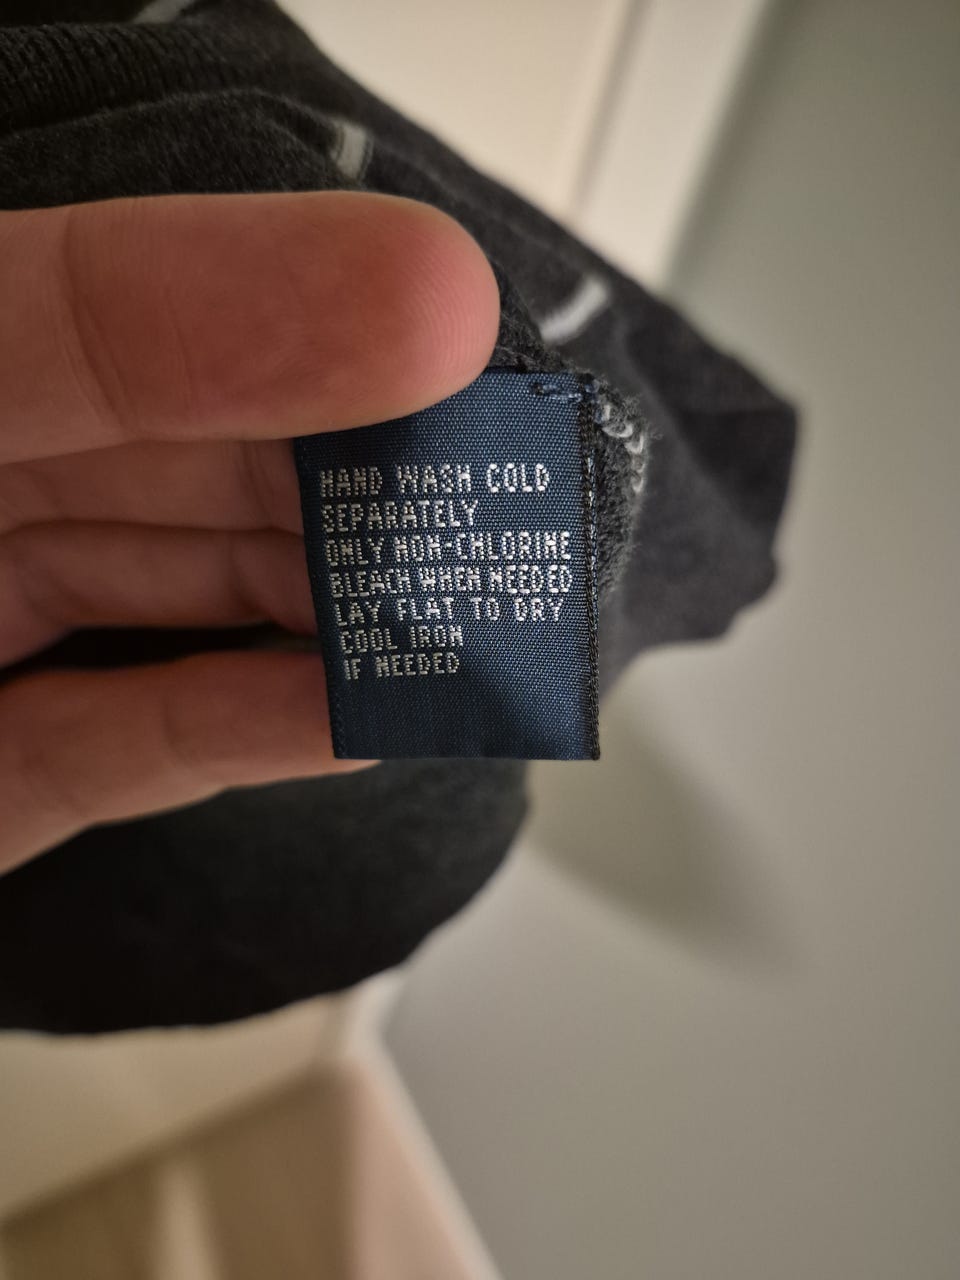 HAND WASH COLD
SEPARATELY
ONLY NON-CHLORINE
BLEACH WHEN NEEDED
LAY FLAT TO DRY
COOL IRON
IF NEEDED